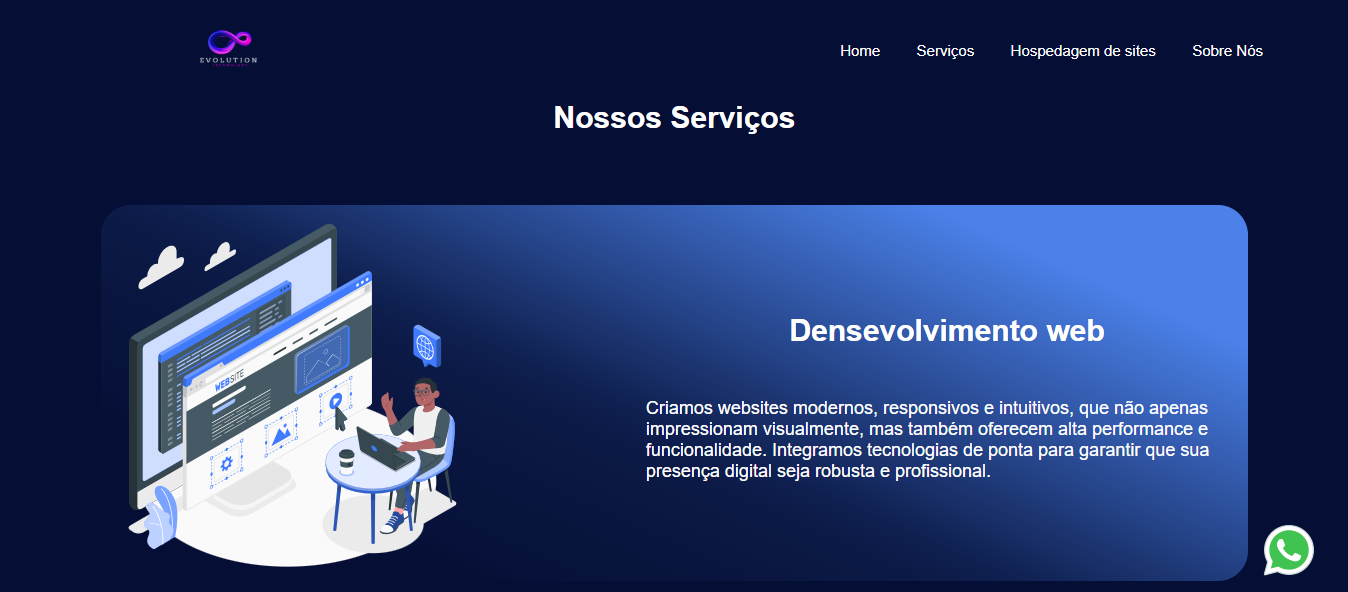 EVOLUTION
Home Serviços Hospedagem de sites Sobre Nós
Nossos Serviços
WEBSITE
Densevolvimento web
Criamos websites modernos, responsivos e intuitivos, que não apenas
impressionam visualmente, mas também oferecem alta performance e
funcionalidade. Integramos tecnologias de ponta para garantir que sua
presença digital seja robusta e profissional.